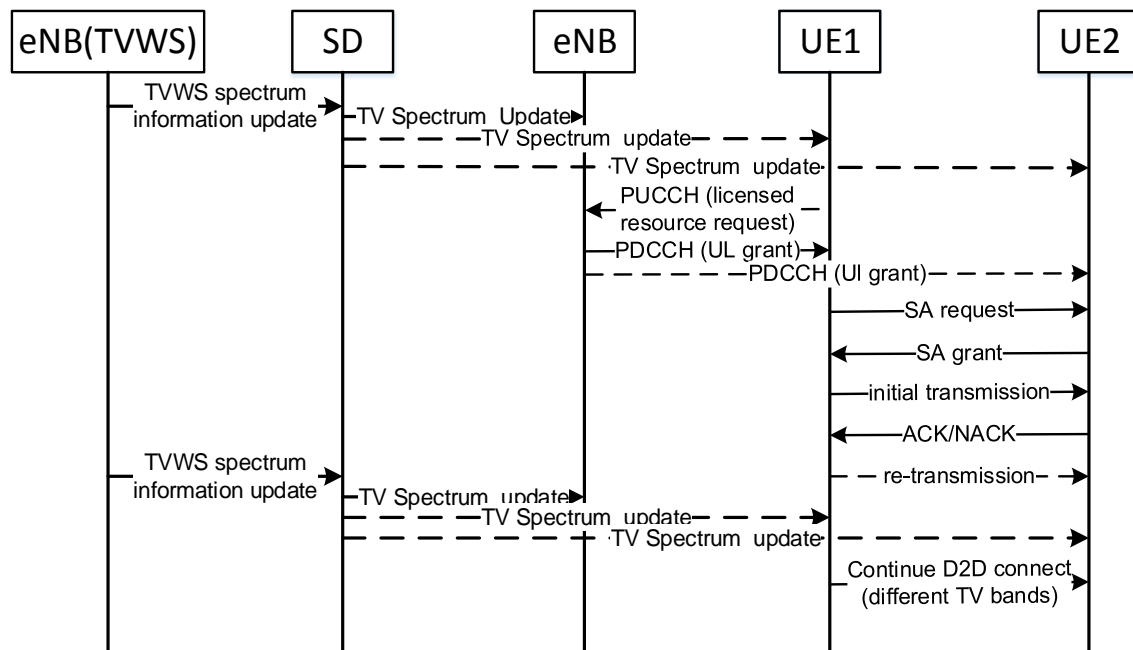 eNB(TVWS)
SD
eNB
UE1
UE2
TVWS spectrum
information update
TV Spectrum Update
TV Spectrum update
TV Spectrum update
PUCCH (licensed
resource request)
PDCCH (UL grant)
PDCCH (Ul grant)
SA request
SA grant
initial transmission
ACK/NACK
TVWS spectrum
information update
re-transmission
TV Spectrum update
TV Spectrum update
TV Spectrum update
Continue D2D connect
(different TV bands)